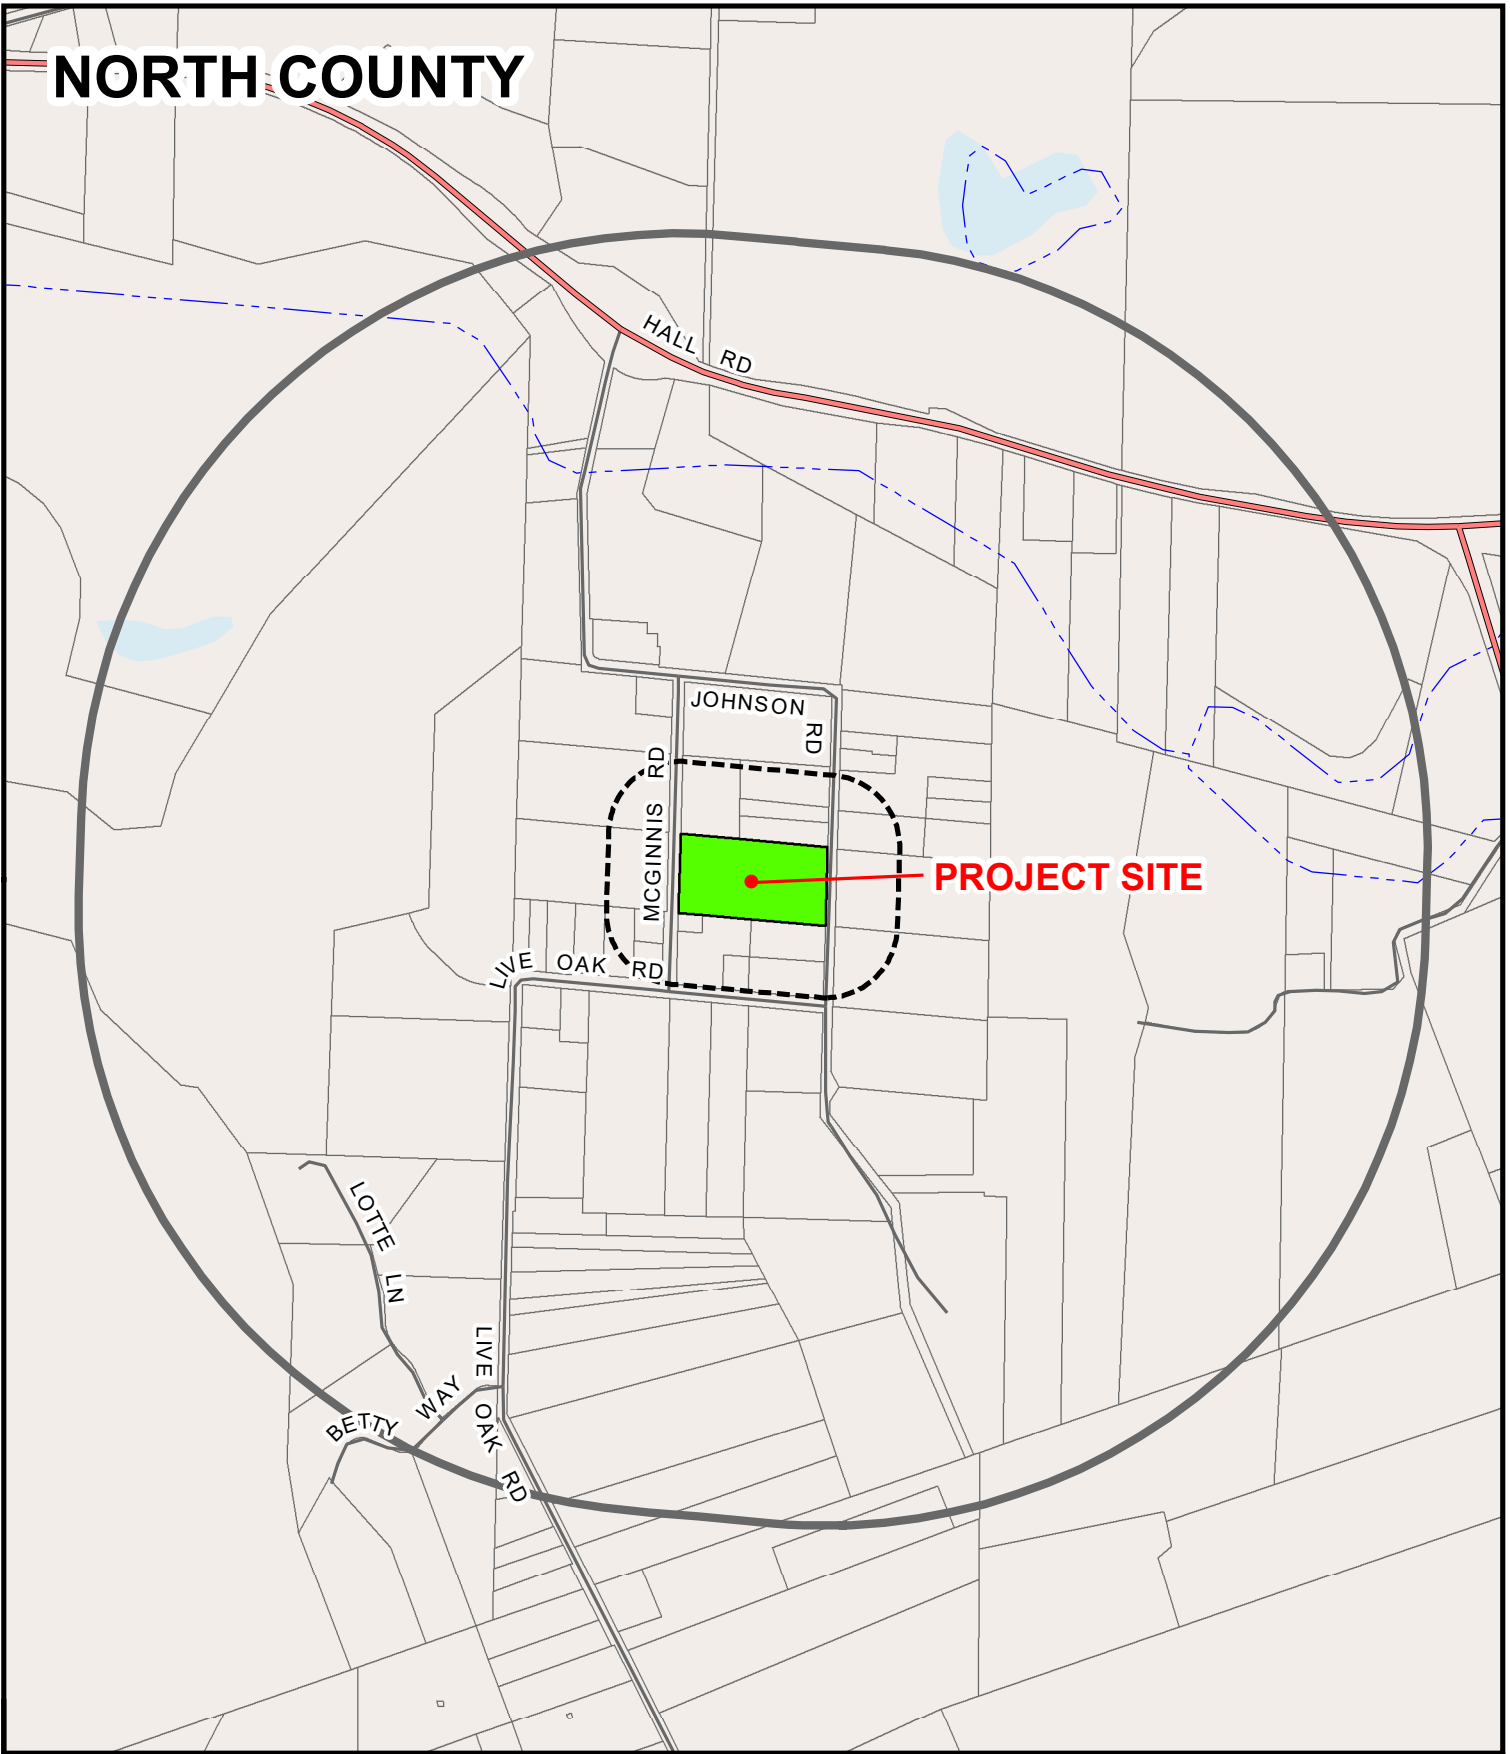 NORTH COUNTY
HALL RD
JOHNSON
RD
MCGINNIS RD
PROJECT SITE
LIVE OAK RD
LOTTE LN
LIVE OAK RD
BETTY WAY